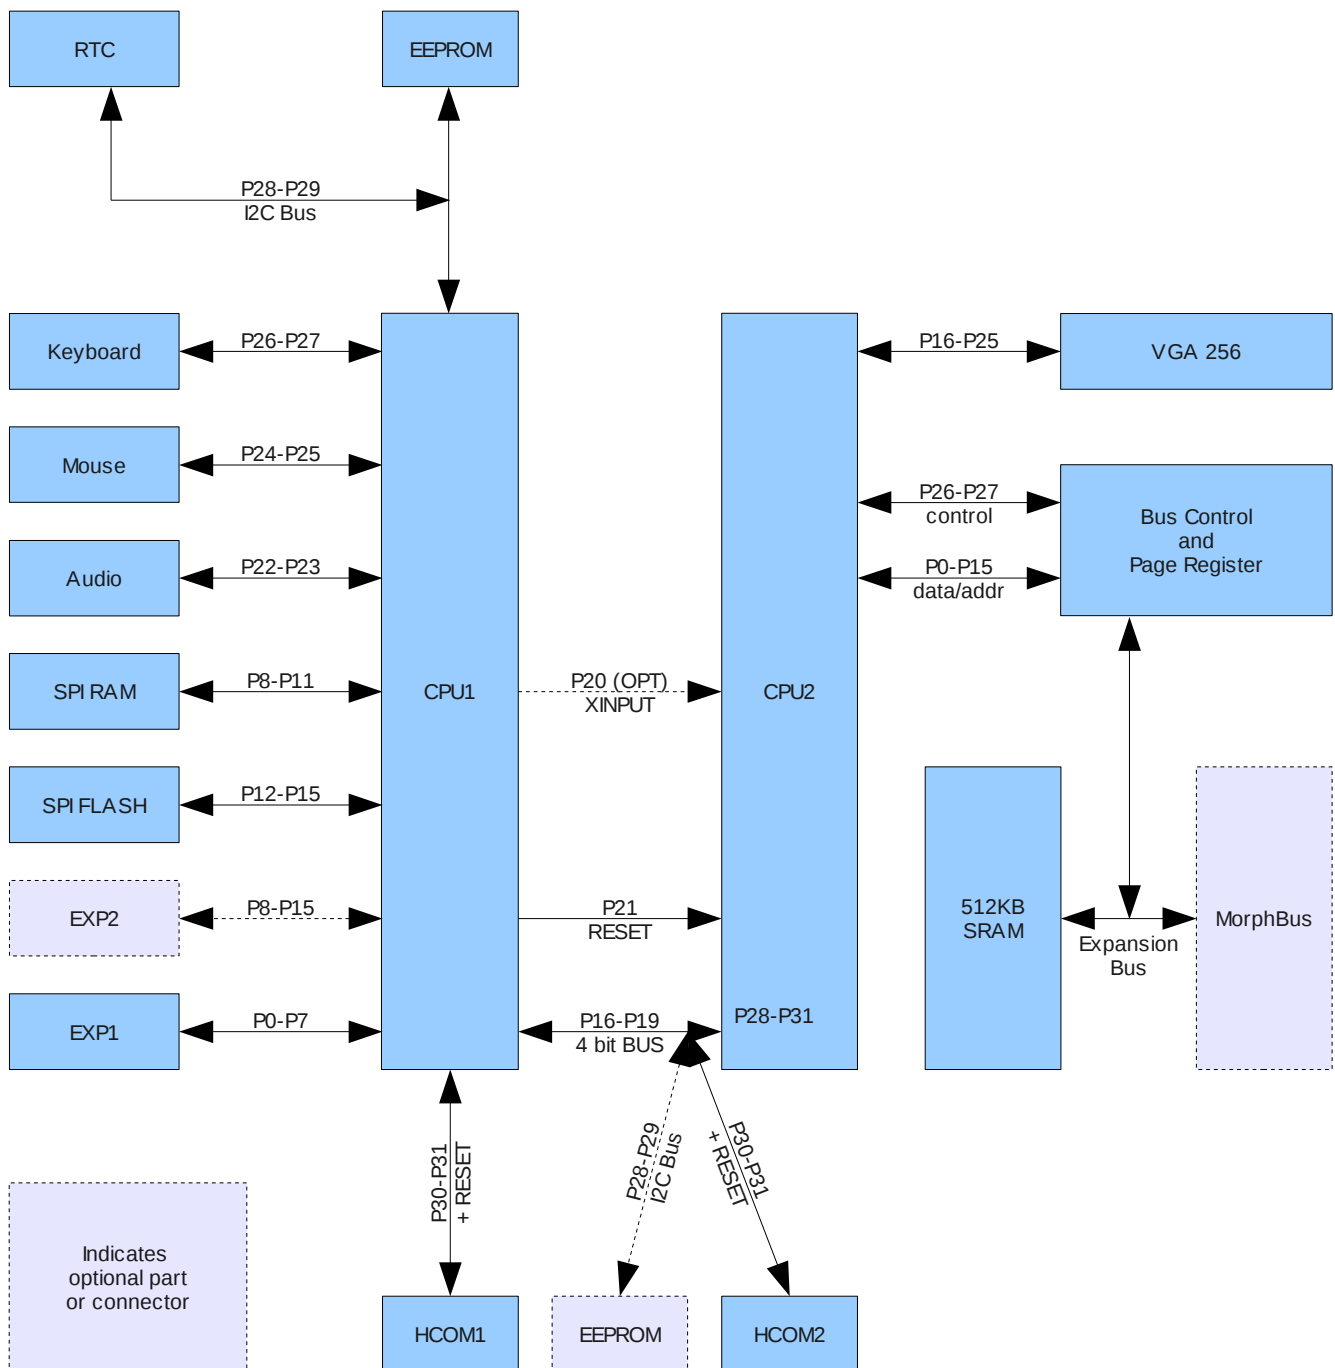 RTC
EEPROM
P28-P29
I2C Bus
Keyboard
P26-P27
P16-P25
VGA 256
Mouse
P24-P25
P26-P27
control
Bus Control
and
Page Register
Audio
P22-P23
P0-P15
data/addr
SPI RAM
P8-P11
CPU1
P20 (OPT)
XINPUT
CPU2
SPI FLASH
P12-P15
EXP2
P8-P15
P21
RESET
512KB
SRAM
Expansion
Bus
MorphBus
EXP1
P0-P7
P16-P19
4 bit BUS
P28-P31
P30-P31
+ RESET
P28-P29
I2C Bus
P30-P31
+ RESET
Indicates
optional part
or connector
HCOM1
EEPROM
HCOM2